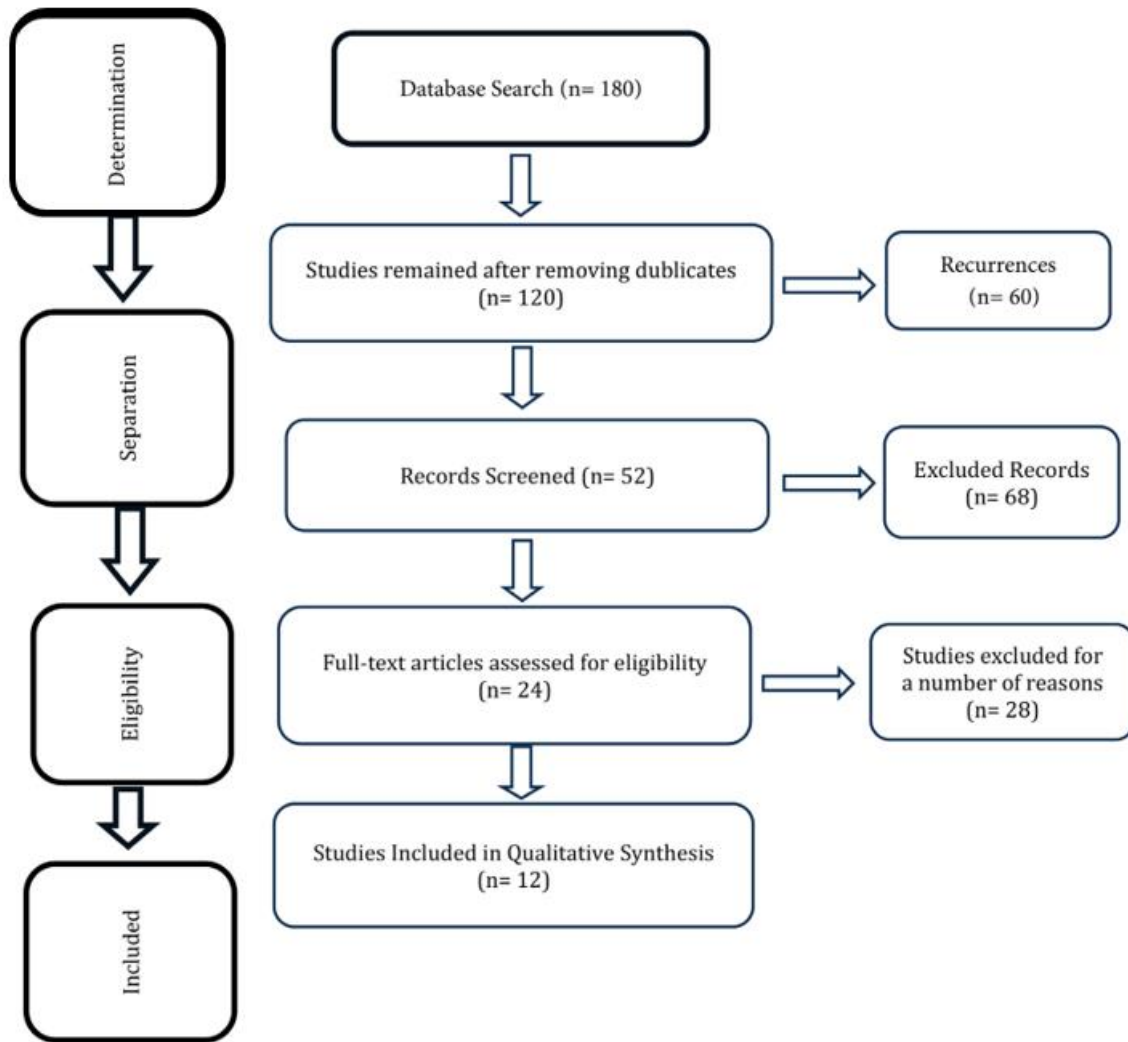 Determination
Database Search (n= 180)
Studies remained after removing dublicates
(n= 120)
Recurrences
(n= 60)
Separation
Records Screened (n= 52)
Excluded Records
(n= 68)
Eligibility
Full-text articles assessed for eligibility
(n= 24)
Studies excluded for
a number of reasons
(n= 28)
Included
Studies Included in Qualitative Synthesis
(n= 12)